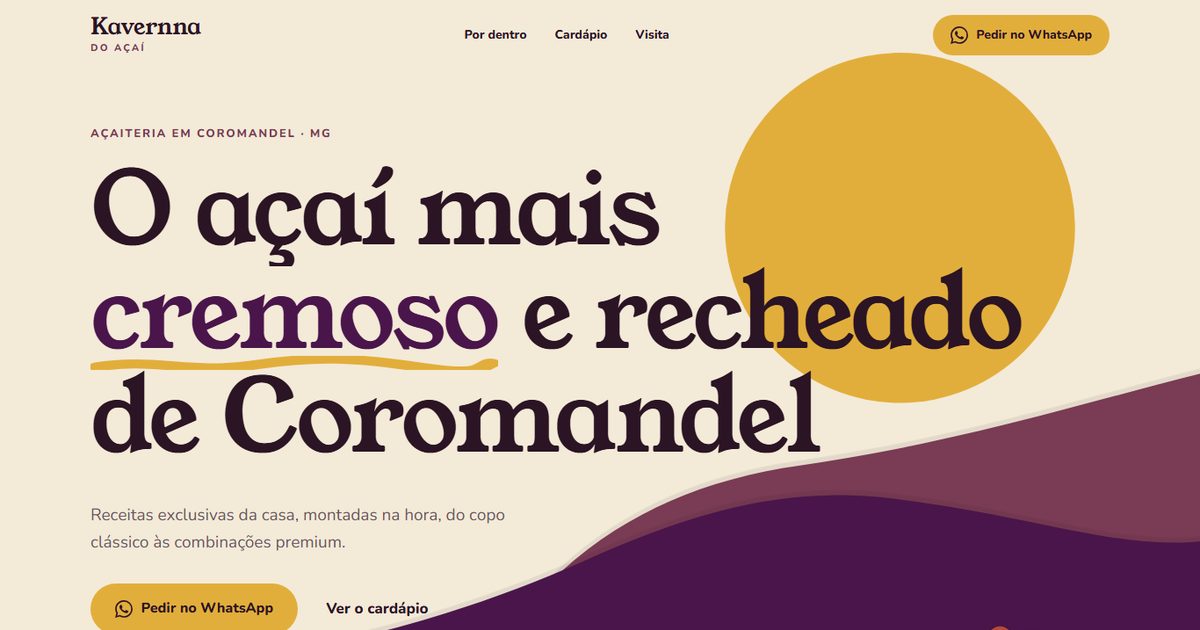 Kavernna
DO AÇAÍ
Por dentro Cardápio Visita
Pedir no WhatsApp
AÇAITERIA EM COROMANDEL · MG
O açaí mais
cremoso e recheado
de Coromandel
Receitas exclusivas da casa, montadas na hora, do copo
clássico às combinações premium.
Pedir no WhatsApp Ver o cardápio